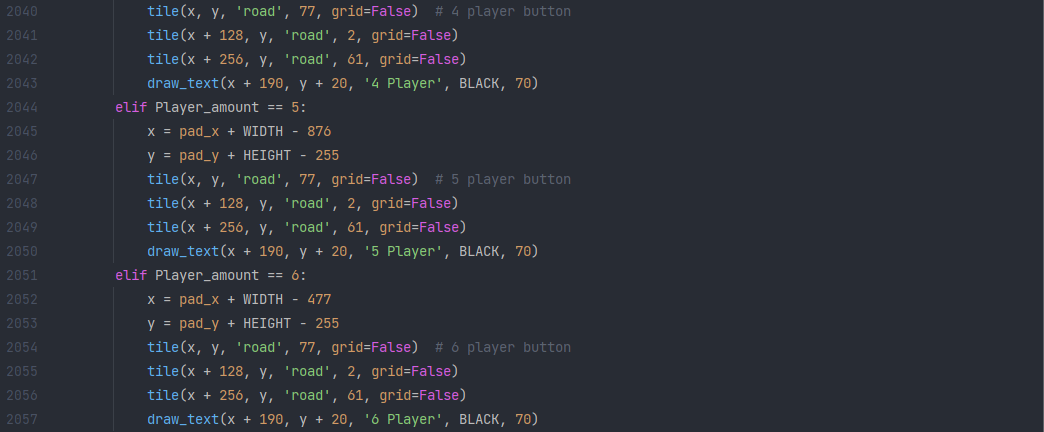 2040 tile(x, y, 'road', 77, grid=False)  # 4 player button
2041 tile(x + 128, y, 'road', 2, grid=False)
2042 tile(x + 256, y, 'road', 61, grid=False)
2043 draw_text(x + 190, y + 20, '4 Player', BLACK, 70)
2044 elif Player_amount == 5:
2045 x = pad_x + WIDTH - 876
2046 y = pad_y + HEIGHT - 255
2047 tile(x, y, 'road', 77, grid=False)  # 5 player button
2048 tile(x + 128, y, 'road', 2, grid=False)
2049 tile(x + 256, y, 'road', 61, grid=False)
2050 draw_text(x + 190, y + 20, '5 Player', BLACK, 70)
2051 elif Player_amount == 6:
2052 x = pad_x + WIDTH - 477
2053 y = pad_y + HEIGHT - 255
2054 tile(x, y, 'road', 77, grid=False)  # 6 player button
2055 tile(x + 128, y, 'road', 2, grid=False)
2056 tile(x + 256, y, 'road', 61, grid=False)
2057 draw_text(x + 190, y + 20, '6 Player', BLACK, 70)